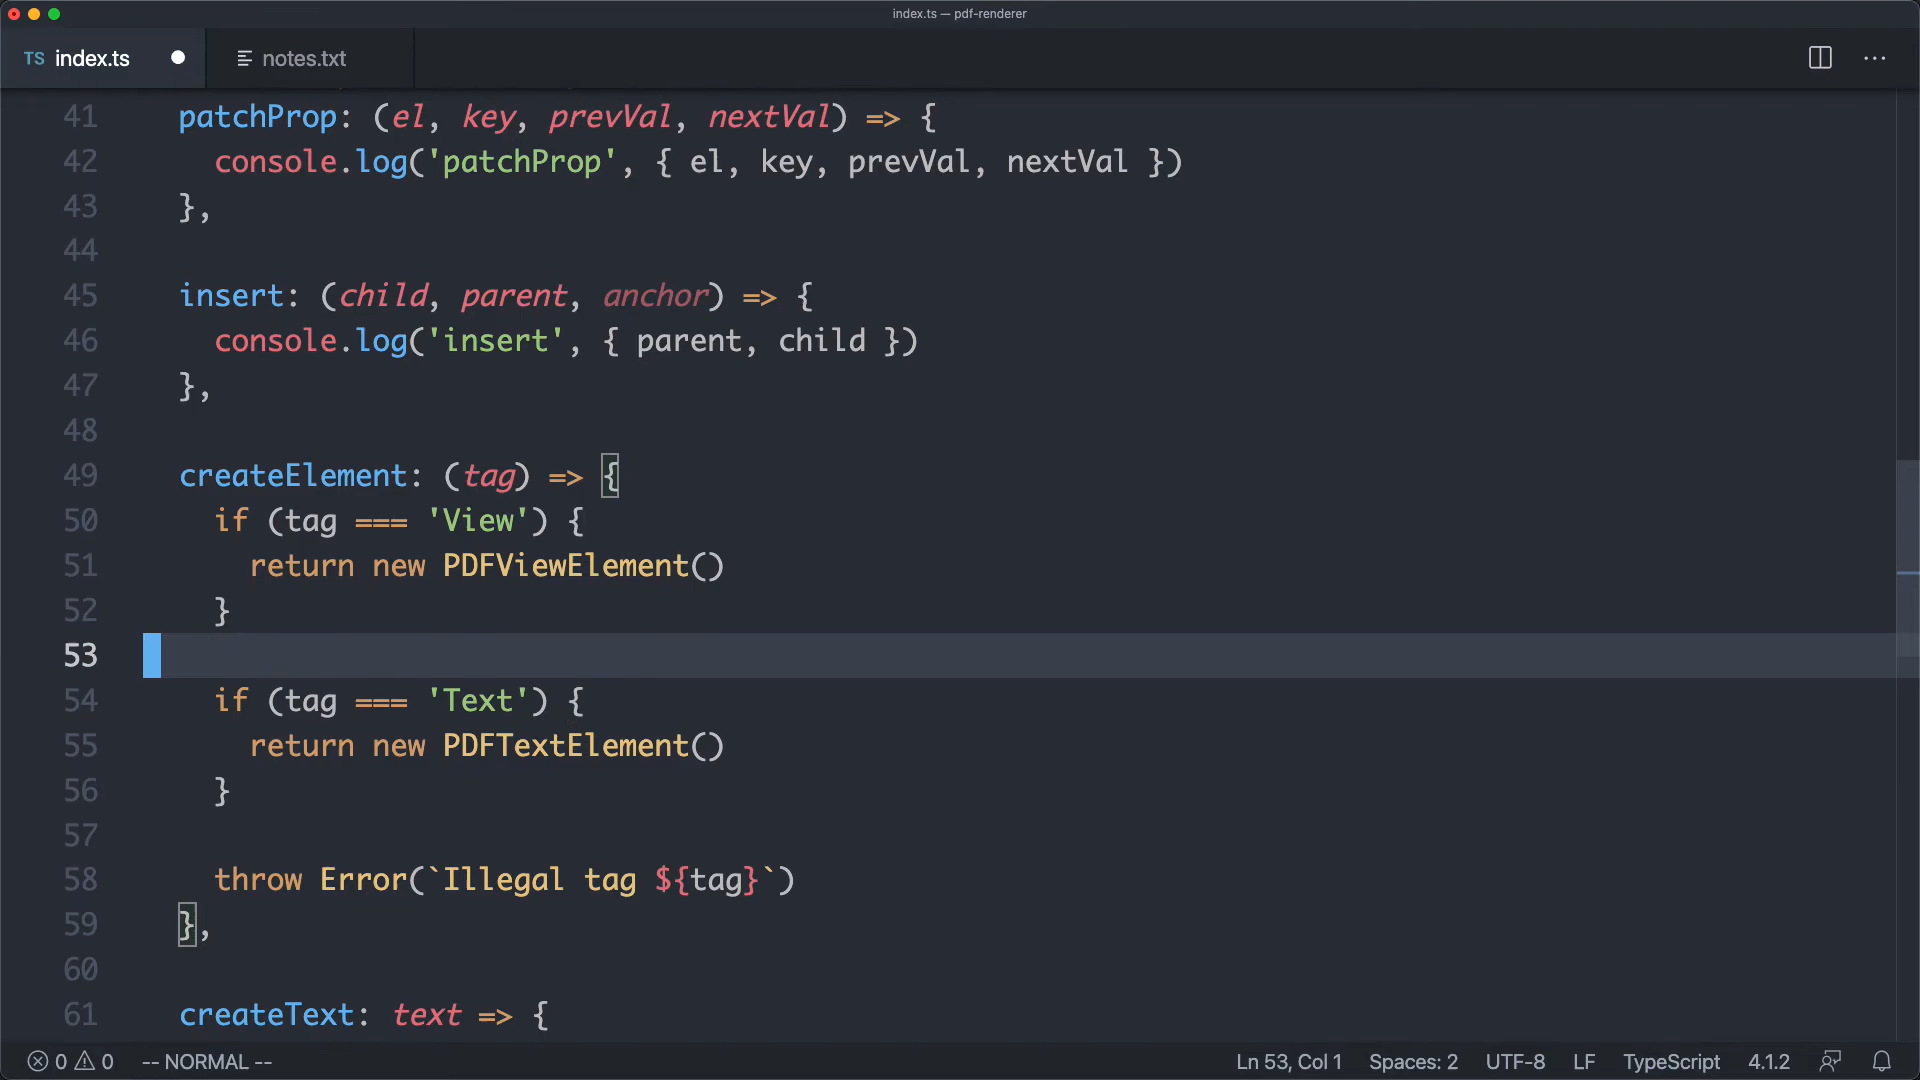 index.ts — pdf-renderer
TS index.ts
notes.txt
41 patchProp: (el, key, prevVal, nextVal) => {
42 console.log('patchProp', { el, key, prevVal, nextVal })
43 },
44
45 insert: (child, parent, anchor) => {
46 console.log('insert', { parent, child })
47 },
48
49 createElement: (tag) => {
50 if (tag === 'View') {
51 return new PDFViewElement()
52 }
53
54 if (tag === 'Text') {
55 return new PDFTextElement()
56 }
57
58 throw Error(`Illegal tag ${tag}`)
59 },
60
61 createText: text => {
0 0 -- NORMAL -- Ln 53, Col 1 Spaces: 2 UTF-8 LF TypeScript 4.1.2